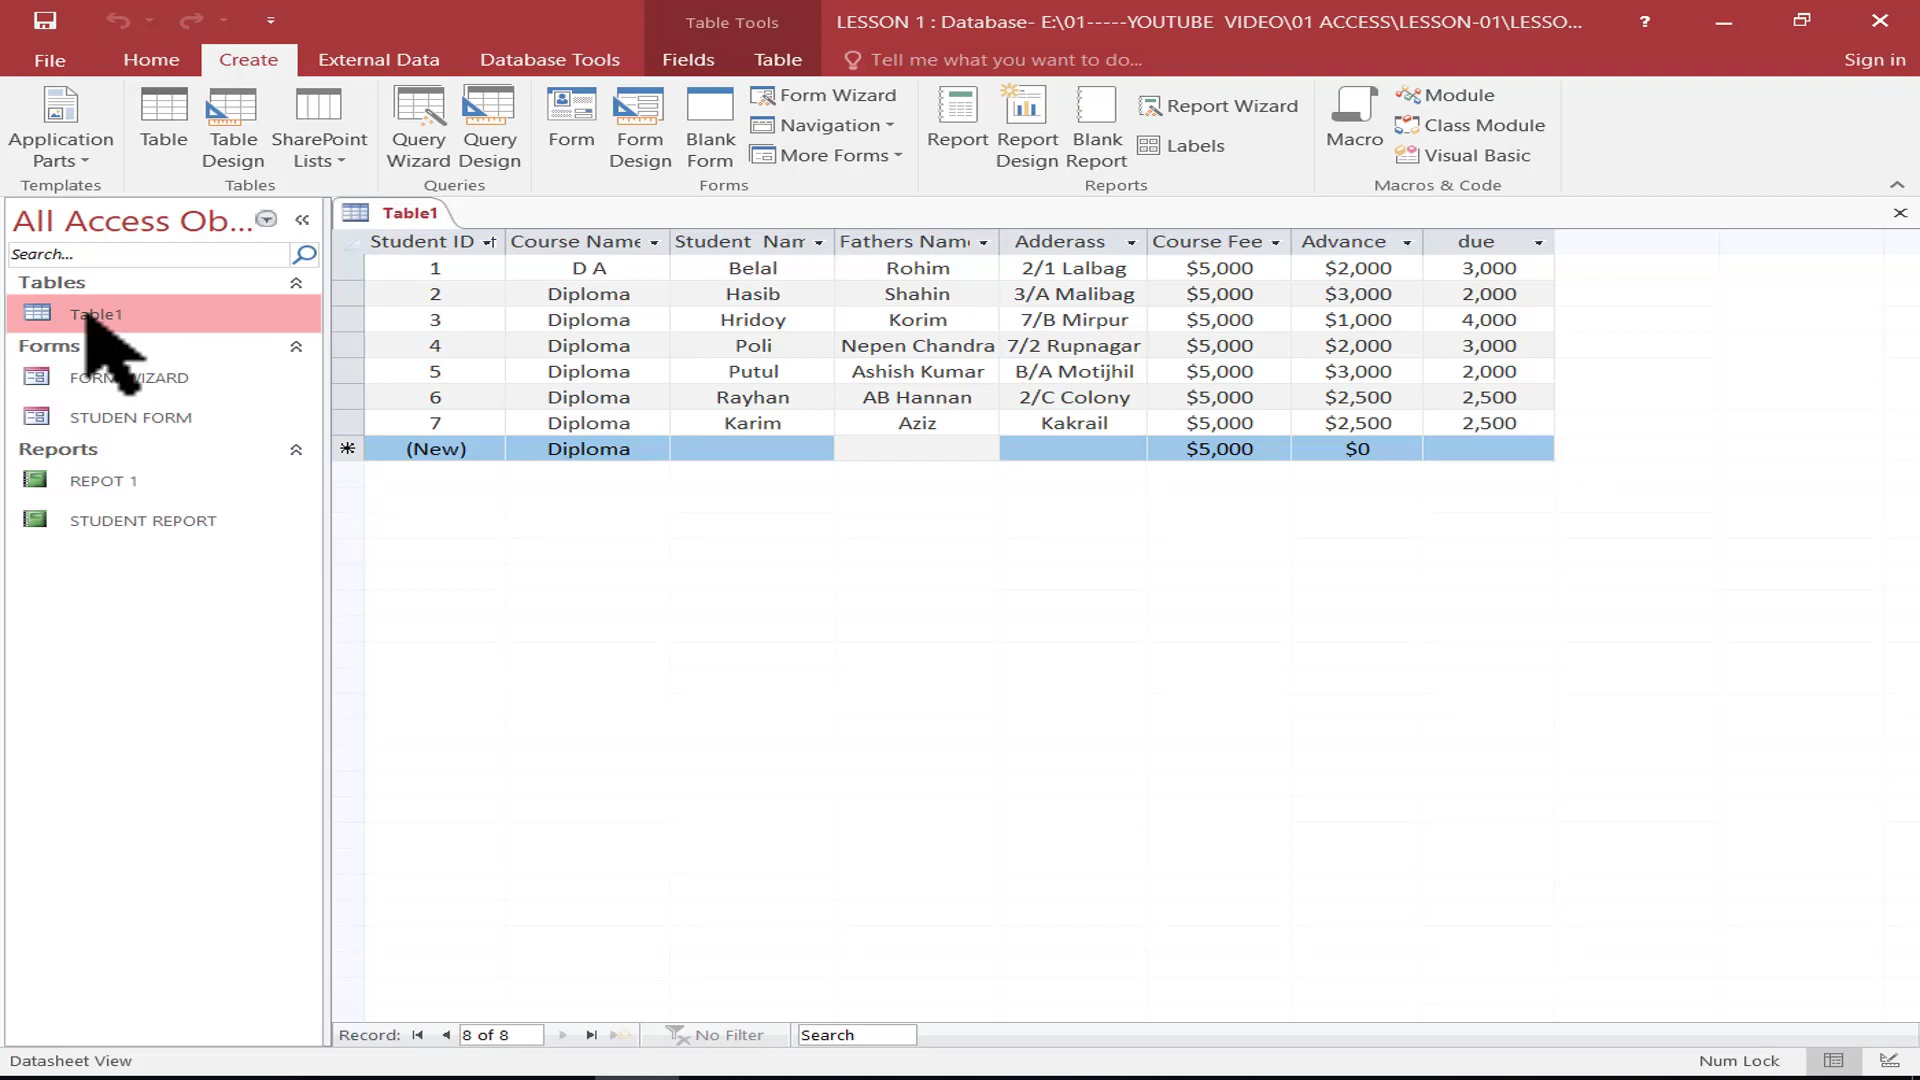 Table Tools
LESSON 1 : Database- E:\01-----YOUTUBE VIDEO\01 ACCESS\LESSON-01\LESSO...
?
File Home Create External Data Database Tools Fields Table Tell me what you want to do... Sign in
Application Parts
Table
Table Design
SharePoint Lists
Query Wizard
Query Design
Form
Form Design
Blank Form
Form Wizard
Navigation
More Forms
Report
Report Design
Blank Report
Report Wizard
Labels
Macro
Module
Class Module
Visual Basic
Templates Tables Queries Forms Reports Macros & Code
All Access Ob...
Search...
Tables
Table1
Forms
FORM WIZARD
STUDEN FORM
Reports
REPOT 1
STUDENT REPORT
Table1
Student ID Course Name Student Nam Fathers Nam Adderass Course Fee Advance due
1 D A Belal Rohim 2/1 Lalbag $5,000 $2,000 3,000
2 Diploma Hasib Shahin 3/A Malibag $5,000 $3,000 2,000
3 Diploma Hridoy Korim 7/B Mirpur $5,000 $1,000 4,000
4 Diploma Poli Nepen Chandra 7/2 Rupnagar $5,000 $2,000 3,000
5 Diploma Putul Ashish Kumar B/A Motijhil $5,000 $3,000 2,000
6 Diploma Rayhan AB Hannan 2/C Colony $5,000 $2,500 2,500
7 Diploma Karim Aziz Kakrail $5,000 $2,500 2,500
(New) Diploma $5,000 $0
Record: 8 of 8 No Filter Search
Datasheet View Num Lock